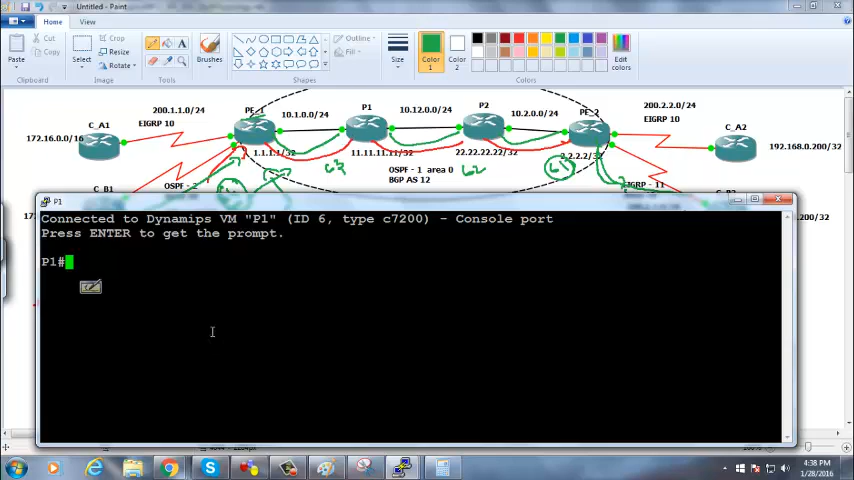 Untitled - Paint
Home
View
Cut
Copy
Paste
Clipboard
Select
Crop
Resize
Rotate
Image
Tools
Brushes
Outline
Fill
Shapes
Size
Color 1
Color 2
Edit colors
Colors
200.1.1.0/24
EIGRP 10
C_A1
172.16.0.0/16
PE_1
10.1.0.0/24
P1
10.12.0.0/24
P2
10.2.0.0/24
PE_2
200.2.2.0/24
EIGRP 10
C_A2
192.168.0.200/32
1.1.1.1/32
11.11.11.11/32
22.22.22.22/32
2.2.2.2/32
63
62
61
OSPF - 1 area 0
BGP AS 12
OSPF - 2
EIGRP - 11
C_B1
P1
Connected to Dynamips VM "P1" (ID 6, type c7200) - Console port
Press ENTER to get the prompt.
P1#
4:38 PM
1/28/2016